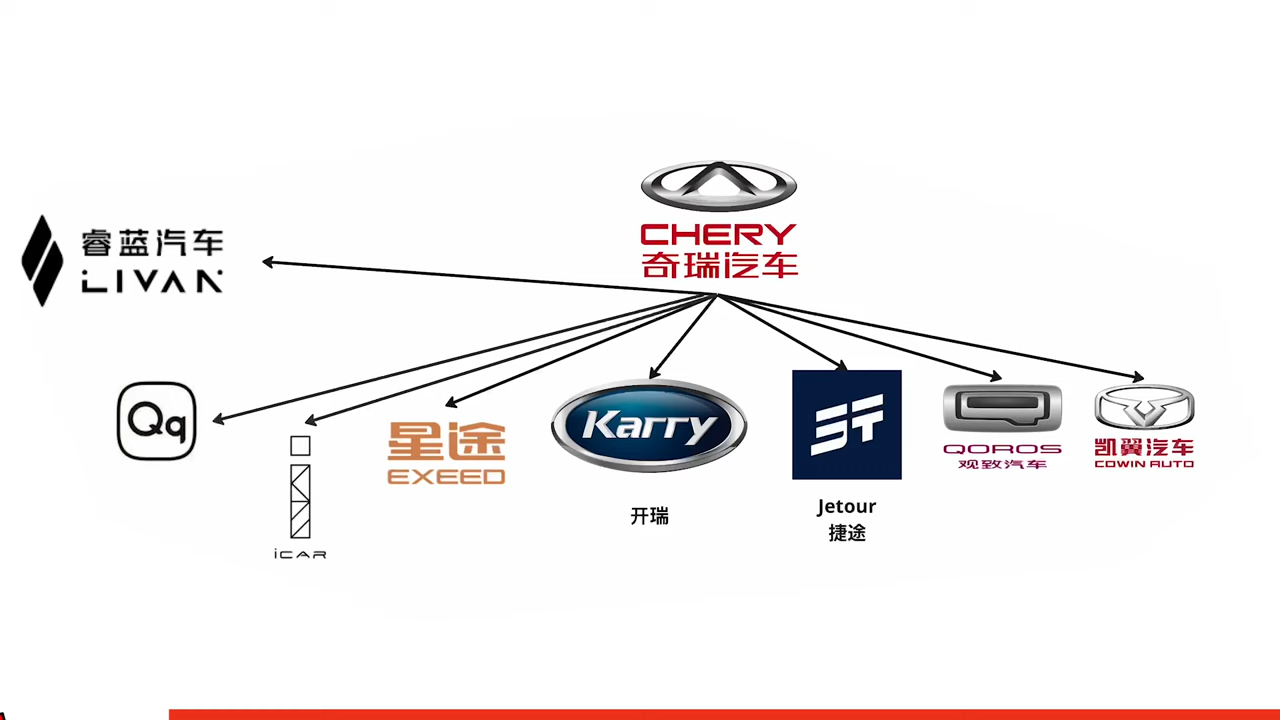 CHERY
奇瑞汽车
睿蓝汽车
LIVAN
Qq
iCAR
星途
EXEED
Karry
开瑞
Jetour
捷途
QOROS
观致汽车
凯翼汽车
COWIN AUTO